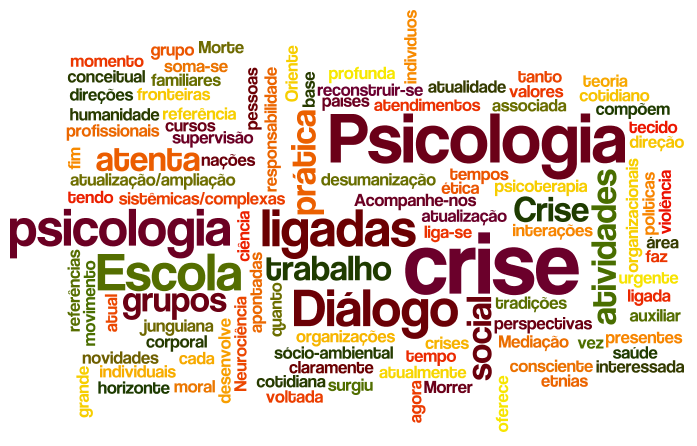 momento
grupo
Morte
soma-se
conceitual
familiares
direções
fronteiras
humanidade
referência
profissionais
cursos
supervisão
pessoas
responsabilidade
Oriente
base
profunda
reconstruir-se
países
atendimentos
individuos
atualidade
valores
tanto
associada
teoria
cotidiano
compõem
tecido
direção
fim
atenta
nações
prática
Psicologia
atualização/ampliação
desumanização
tempos
ética
psicoterapia
tendo
sistêmicas/complexas
Acompanhe-nos
atualização
liga-se
Crise
interações
atividades
organizacionais
políticas
violência
área
faz
psicologia
ciência
ligadas
crise
urgente
referências
movimento
Escola
apontadas
trabalho
quanto
ligada
atual
grupos
Neurociência
Diálogo
social
tradições
auxiliar
junguiana
corporal
desenvolve
organizações
crises
perspectivas
Mediação
vez
presentes
novidades
cada
sócio-ambiental
tempo
saúde
grande
individuais
claramente
atualmente
consciente
interessada
horizonte
moral
cotidiana
surgiu
agora
Morrer
etnias
voltada
oferece